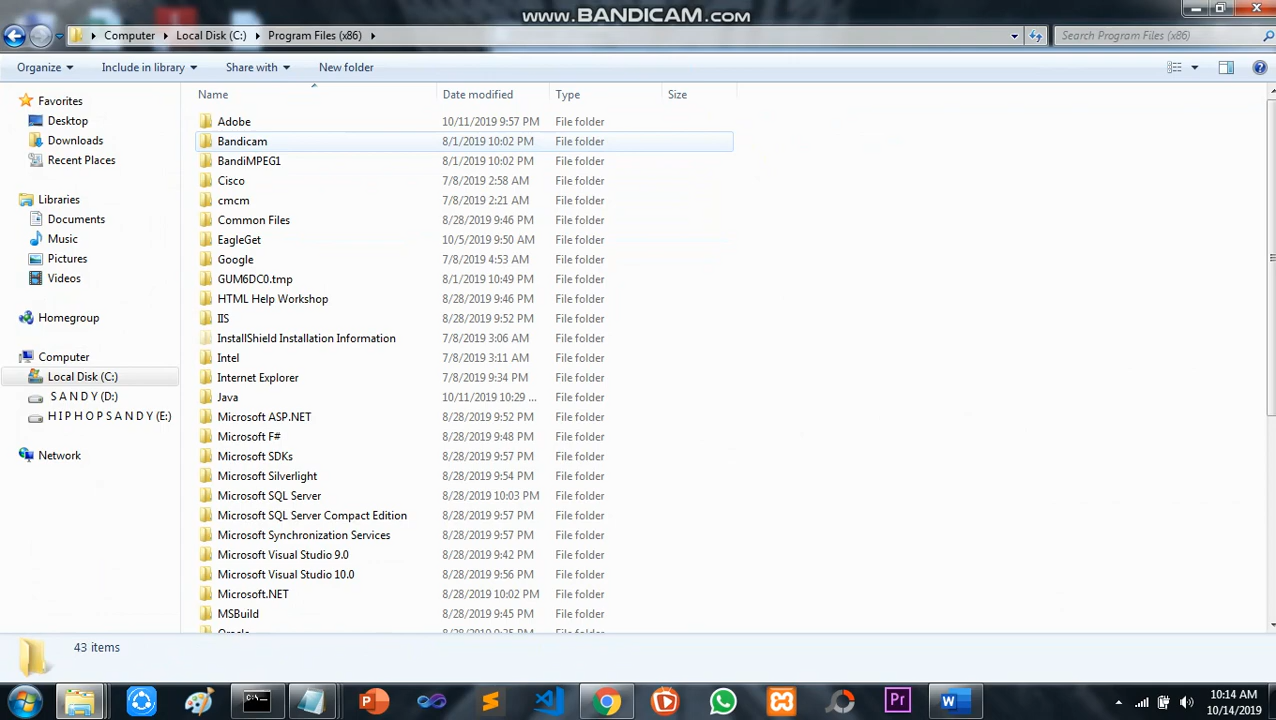 www.BANDICAM.com
Computer Local Disk (C:) Program Files (x86) Search Program Files (x86)
Organize Include in library Share with New folder
Name Date modified Type Size
Favorites
Desktop
Downloads
Recent Places
Libraries
Documents
Music
Pictures
Videos
Homegroup
Computer
Local Disk (C:)
S A N D Y (D:)
H I P H O P S A N D Y (E:)
Network
Adobe 10/11/2019 9:57 PM File folder
Bandicam 8/1/2019 10:02 PM File folder
BandiMPEG1 8/1/2019 10:02 PM File folder
Cisco 7/8/2019 2:58 AM File folder
cmcm 7/8/2019 2:21 AM File folder
Common Files 8/28/2019 9:46 PM File folder
EagleGet 10/5/2019 9:50 AM File folder
Google 7/8/2019 4:53 AM File folder
GUM6DC0.tmp 8/1/2019 10:49 PM File folder
HTML Help Workshop 8/28/2019 9:46 PM File folder
IIS 8/28/2019 9:52 PM File folder
InstallShield Installation Information 7/8/2019 3:06 AM File folder
Intel 7/8/2019 3:11 AM File folder
Internet Explorer 7/8/2019 9:34 PM File folder
Java 10/11/2019 10:29 ... File folder
Microsoft ASP.NET 8/28/2019 9:52 PM File folder
Microsoft F# 8/28/2019 9:48 PM File folder
Microsoft SDKs 8/28/2019 9:57 PM File folder
Microsoft Silverlight 8/28/2019 9:54 PM File folder
Microsoft SQL Server 8/28/2019 10:03 PM File folder
Microsoft SQL Server Compact Edition 8/28/2019 9:57 PM File folder
Microsoft Synchronization Services 8/28/2019 9:57 PM File folder
Microsoft Visual Studio 9.0 8/28/2019 9:42 PM File folder
Microsoft Visual Studio 10.0 8/28/2019 9:56 PM File folder
Microsoft.NET 8/28/2019 10:02 PM File folder
MSBuild 8/28/2019 9:45 PM File folder
Oracle 8/28/2019 9:35 PM File folder
43 items
10:14 AM
10/14/2019